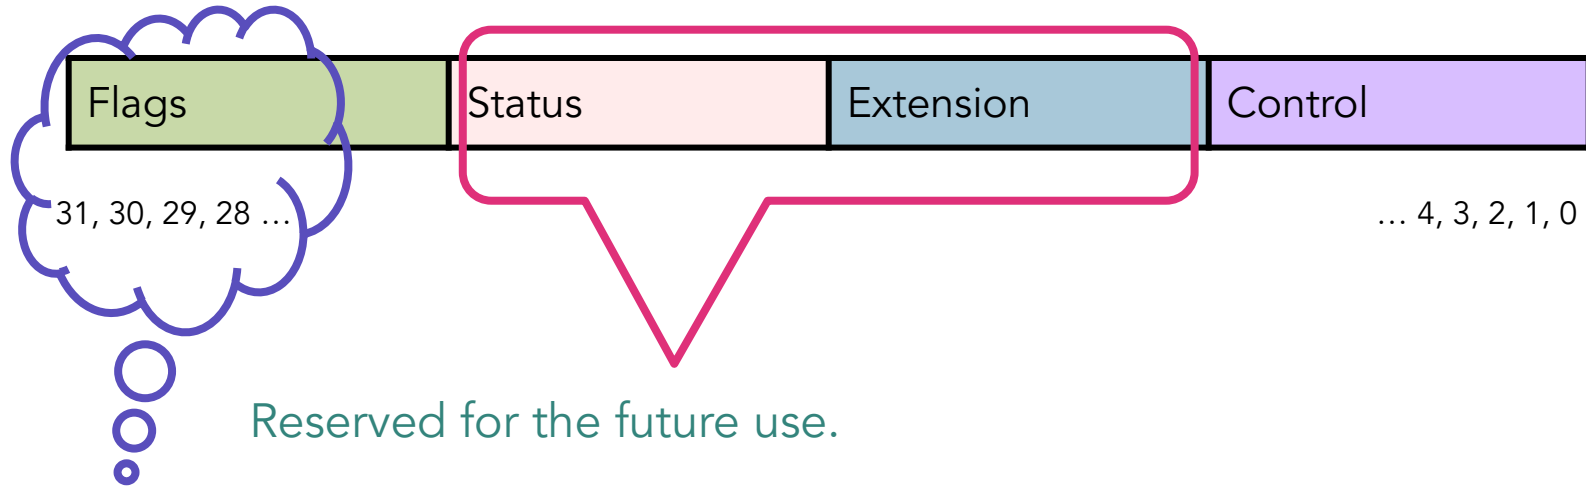 Flags Status Extension Control
31, 30, 29, 28 ... ... 4, 3, 2, 1, 0
Reserved for the future use.